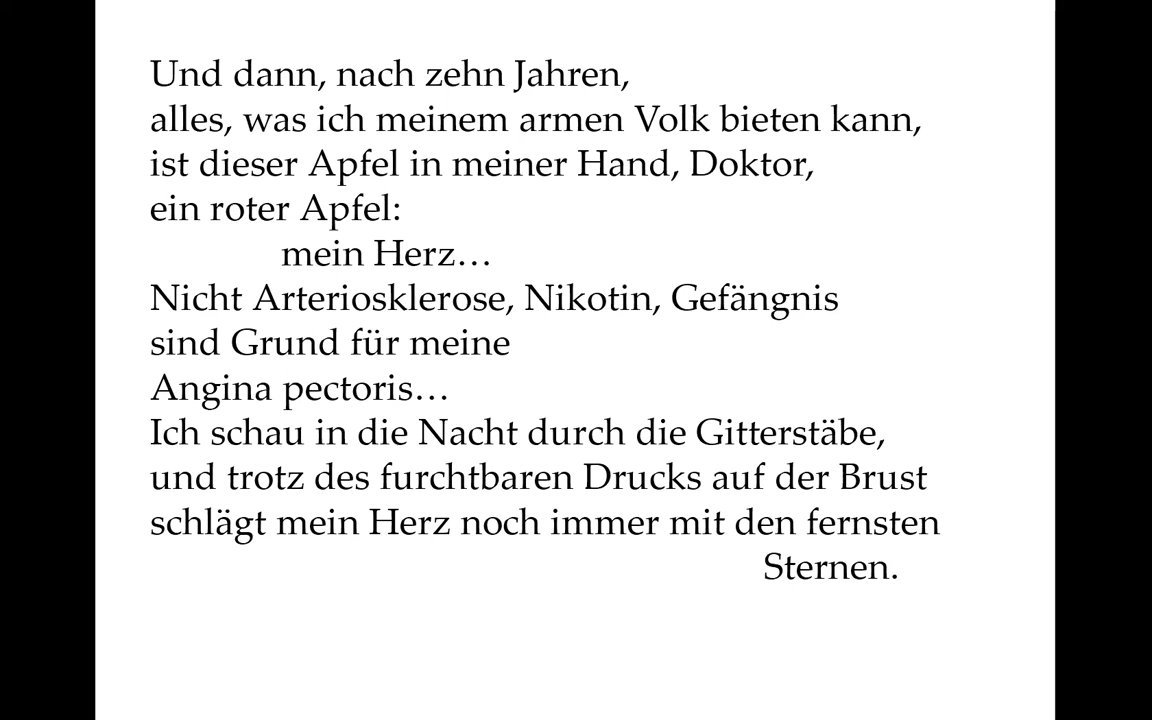 Und dann, nach zehn Jahren,
alles, was ich meinem armen Volk bieten kann,
ist dieser Apfel in meiner Hand, Doktor,
ein roter Apfel:
mein Herz…
Nicht Arteriosklerose, Nikotin, Gefängnis
sind Grund für meine
Angina pectoris…
Ich schau in die Nacht durch die Gitterstäbe,
und trotz des furchtbaren Drucks auf der Brust
schlägt mein Herz noch immer mit den fernsten
Sternen.